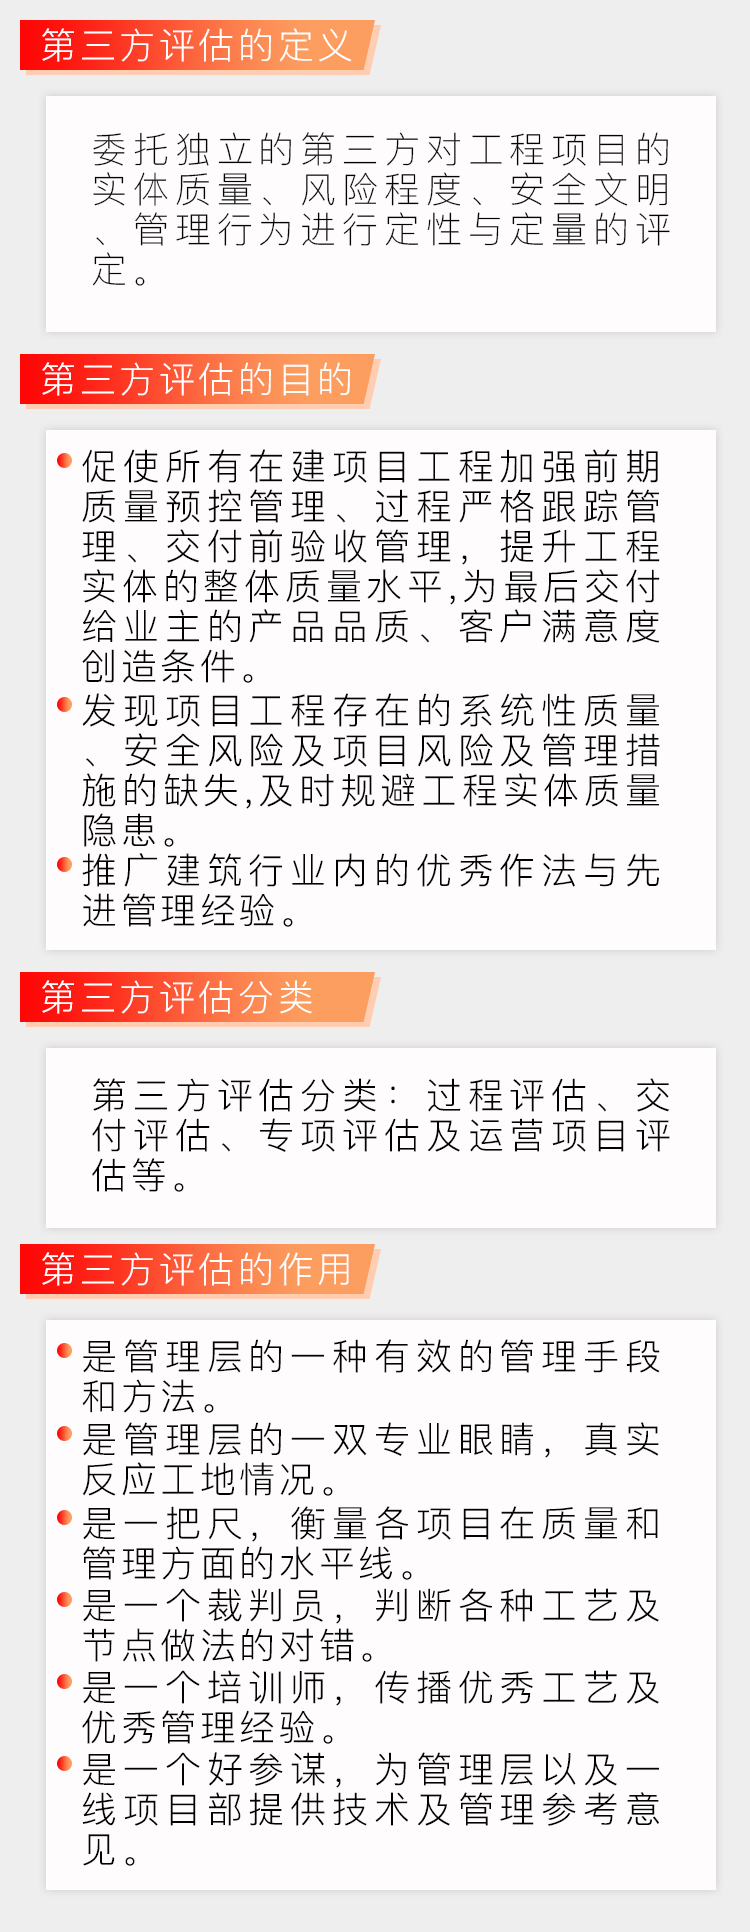 第三方评估的定义
委托独立的第三方对工程项目的
实体质量、风险程度、安全文明
、管理行为进行定性与定量的评
定。
第三方评估的目的
促使所有在建项目工程加强前期
质量预控管理、过程严格跟踪管
理、交付前验收管理，提升工程
实体的整体质量水平,为最后交付
给业主的产品品质、客户满意度
创造条件。
发现项目工程存在的系统性质量
、安全风险及项目风险及管理措
施的缺失,及时规避工程实体质量
隐患。
推广建筑行业内的优秀作法与先
进管理经验。
第三方评估分类
第三方评估分类：过程评估、交
付评估、专项评估及运营项目评
估等。
第三方评估的作用
是管理层的一种有效的管理手段
和方法。
是管理层的一双专业眼睛，真实
反应工地情况。
是一把尺，衡量各项目在质量和
管理方面的水平线。
是一个裁判员，判断各种工艺及
节点做法的对错。
是一个培训师，传播优秀工艺及
优秀管理经验。
是一个好参谋，为管理层以及一
线项目部提供技术及管理参考意
见。